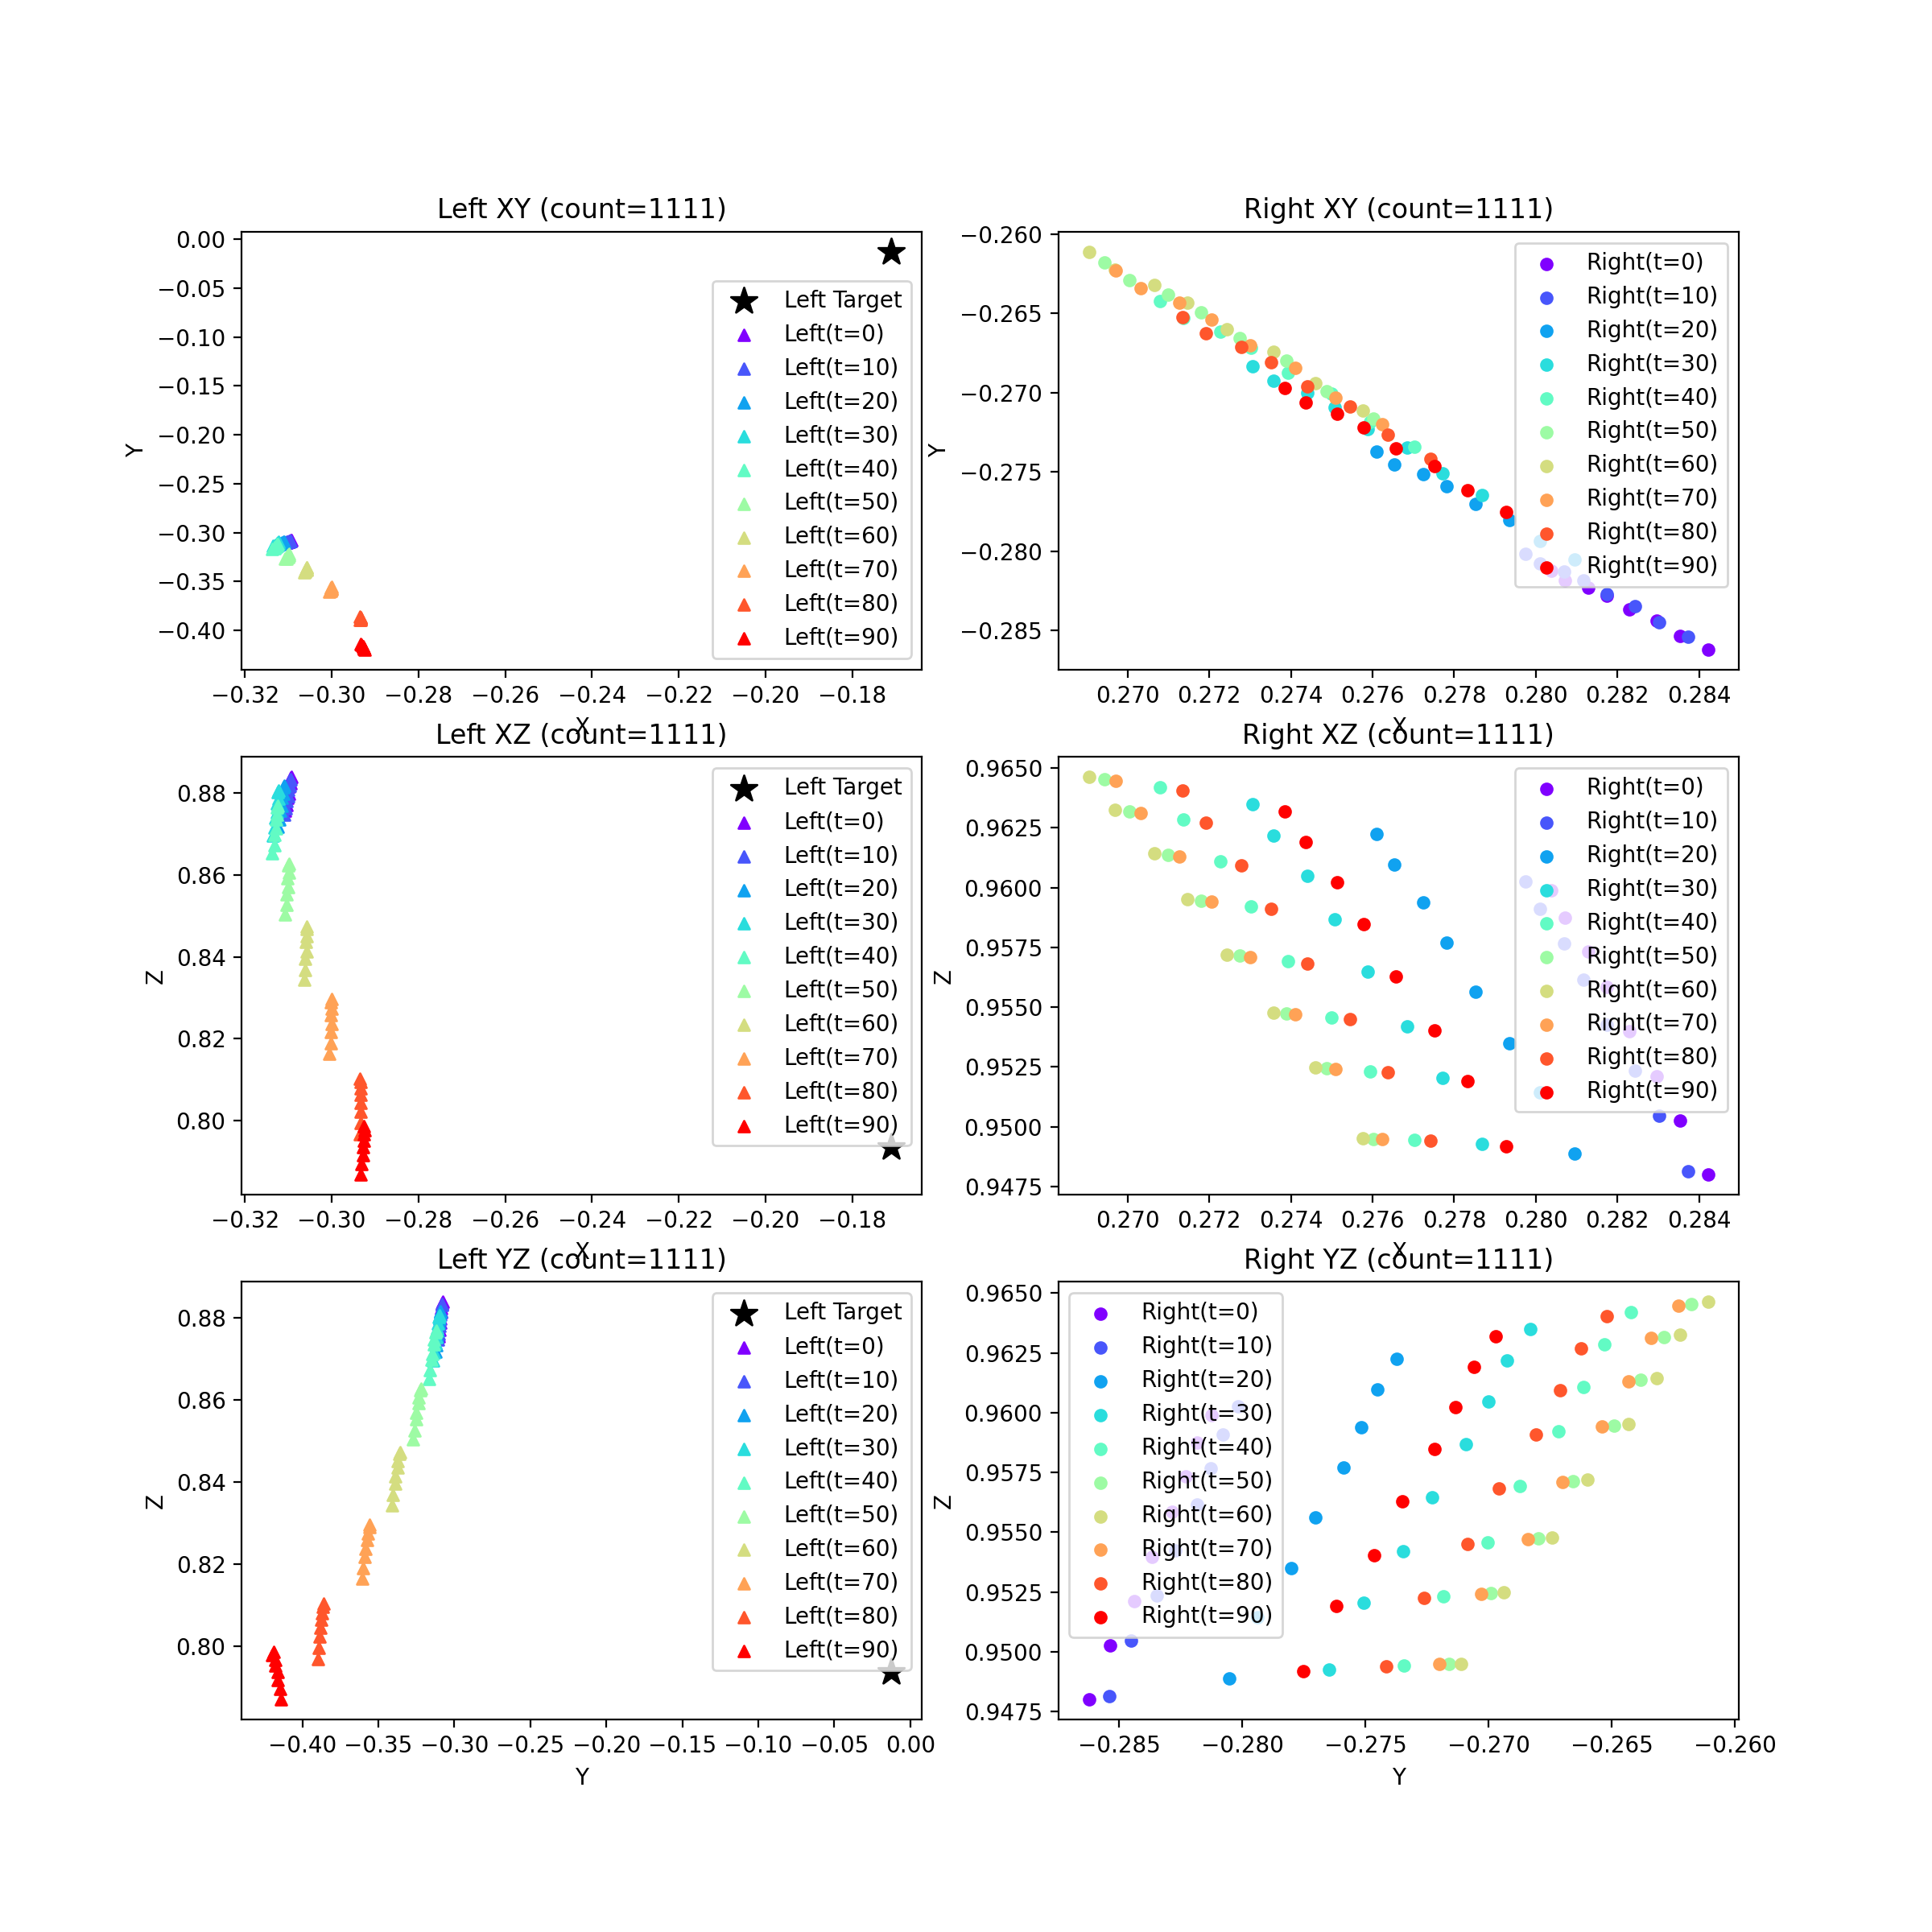 Left XY (count=1111)
0.00
−0.05
−0.10
−0.15
−0.20
−0.25
−0.30
−0.35
−0.40
Y
Left Target
Left(t=0)
Left(t=10)
Left(t=20)
Left(t=30)
Left(t=40)
Left(t=50)
Left(t=60)
Left(t=70)
Left(t=80)
Left(t=90)
−0.32 −0.30 −0.28 −0.26 −0.24 −0.22 −0.20 −0.18
X
Right XY (count=1111)
−0.260
−0.265
−0.270
−0.275
−0.280
−0.285
Y
Right(t=0)
Right(t=10)
Right(t=20)
Right(t=30)
Right(t=40)
Right(t=50)
Right(t=60)
Right(t=70)
Right(t=80)
Right(t=90)
0.270 0.272 0.274 0.276 0.278 0.280 0.282 0.284
X
Left XZ (count=1111)
0.88
0.86
0.84
0.82
0.80
Z
Left Target
Left(t=0)
Left(t=10)
Left(t=20)
Left(t=30)
Left(t=40)
Left(t=50)
Left(t=60)
Left(t=70)
Left(t=80)
Left(t=90)
−0.32 −0.30 −0.28 −0.26 −0.24 −0.22 −0.20 −0.18
X
Right XZ (count=1111)
0.9650
0.9625
0.9600
0.9575
0.9550
0.9525
0.9500
0.9475
Z
Right(t=0)
Right(t=10)
Right(t=20)
Right(t=30)
Right(t=40)
Right(t=50)
Right(t=60)
Right(t=70)
Right(t=80)
Right(t=90)
0.270 0.272 0.274 0.276 0.278 0.280 0.282 0.284
X
Left YZ (count=1111)
0.88
0.86
0.84
0.82
0.80
Z
Left Target
Left(t=0)
Left(t=10)
Left(t=20)
Left(t=30)
Left(t=40)
Left(t=50)
Left(t=60)
Left(t=70)
Left(t=80)
Left(t=90)
−0.40 −0.35 −0.30 −0.25 −0.20 −0.15 −0.10 −0.05 0.00
Y
Right YZ (count=1111)
0.9650
0.9625
0.9600
0.9575
0.9550
0.9525
0.9500
0.9475
Z
Right(t=0)
Right(t=10)
Right(t=20)
Right(t=30)
Right(t=40)
Right(t=50)
Right(t=60)
Right(t=70)
Right(t=80)
Right(t=90)
−0.285 −0.280 −0.275 −0.270 −0.265 −0.260
Y